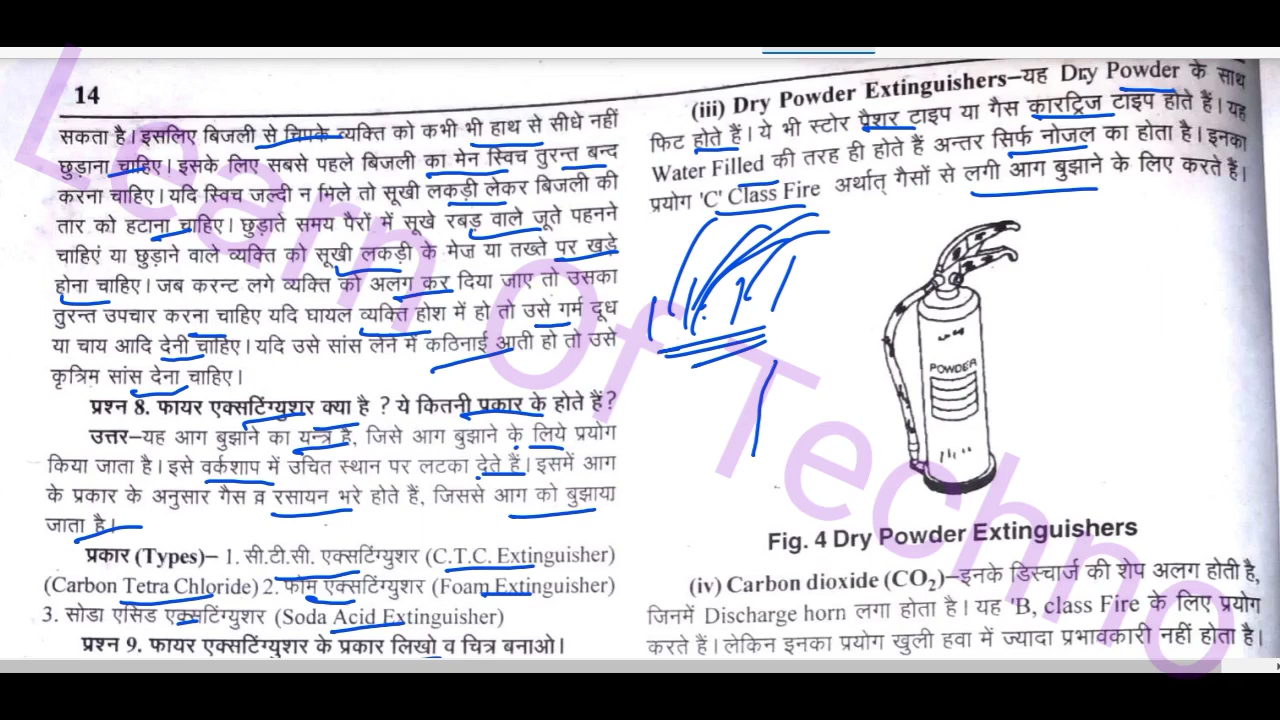 14
सकता है। इसलिए बिजली से चिपके व्यक्ति को कभी भी हाथ से सीधे नहीं
छुड़ाना चाहिए। इसके लिए सबसे पहले बिजली का मेन स्विच तुरन्त बन्द
करना चाहिए। यदि स्विच जल्दी न मिले तो सूखी लकड़ी लेकर बिजली की
तार को हटाना चाहिए। छुड़ाते समय पैरों में सूखे रबड़ वाले जूते पहनने
चाहिएं या छुड़ाने वाले व्यक्ति को सूखी लकड़ी के मेज या तख्ते पर खड़े
होना चाहिए। जब करन्ट लगे व्यक्ति को अलग कर दिया जाए तो उसका
तुरन्त उपचार करना चाहिए यदि घायल व्यक्ति होश में हो तो उसे गर्म दूध
या चाय आदि देनी चाहिए। यदि उसे सांस लेने में कठिनाई आती हो तो उसे
कृत्रिम सांस देना चाहिए।
प्रश्न 8. फायर एक्सटिंग्युशर क्या है ? ये कितनी प्रकार के होते हैं?
उत्तर–यह आग बुझाने का यन्त्र है, जिसे आग बुझाने के लिये प्रयोग
किया जाता है। इसे वर्कशाप में उचित स्थान पर लटका देते हैं। इसमें आग
के प्रकार के अनुसार गैस व रसायन भरे होते हैं, जिससे आग को बुझाया
जाता है।
प्रकार (Types)– 1. सी.टी.सी. एक्सटिंग्युशर (C.T.C. Extinguisher)
(Carbon Tetra Chloride) 2. फोम एक्सटिंग्युशर (Foam Extinguisher)
3. सोडा एसिड एक्सटिंग्युशर (Soda Acid Extinguisher)
प्रश्न 9. फायर एक्सटिंग्युशर के प्रकार लिखो व चित्र बनाओ।
(iii) Dry Powder Extinguishers–यह Dry Powder के साथ
फिट होते हैं। ये भी स्टोर प्रैशर टाइप या गैस कारट्रिज टाइप होते हैं। यह
Water Filled की तरह ही होते हैं अन्तर सिर्फ नोजल का होता है। इनका
प्रयोग 'C' Class Fire अर्थात् गैसों से लगी आग बुझाने के लिए करते हैं।
POWDER
Fig. 4 Dry Powder Extinguishers
(iv) Carbon dioxide (CO₂)–इनके डिस्चार्ज की शेप अलग होती है,
जिनमें Discharge horn लगा होता है। यह 'B, class Fire के लिए प्रयोग
करते हैं। लेकिन इनका प्रयोग खुली हवा में ज्यादा प्रभावकारी नहीं होता है।
Learn Of Techno